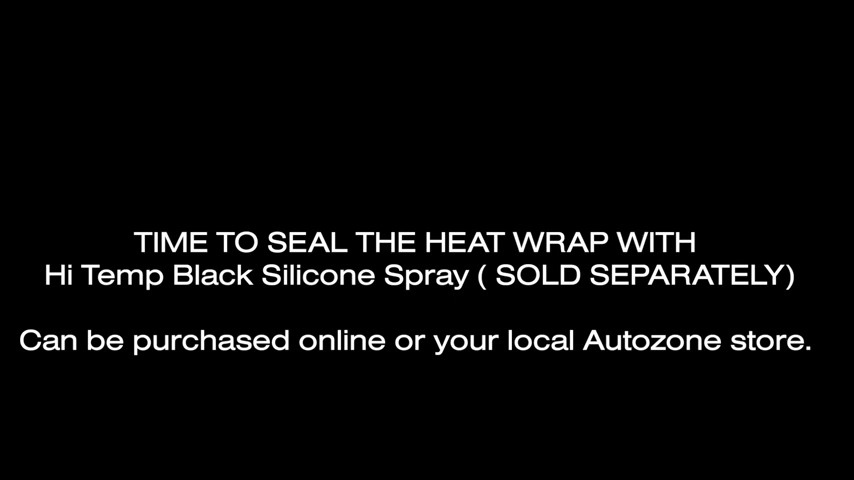 TIME TO SEAL THE HEAT WRAP WITH
Hi Temp Black Silicone Spray ( SOLD SEPARATELY)
Can be purchased online or your local Autozone store.